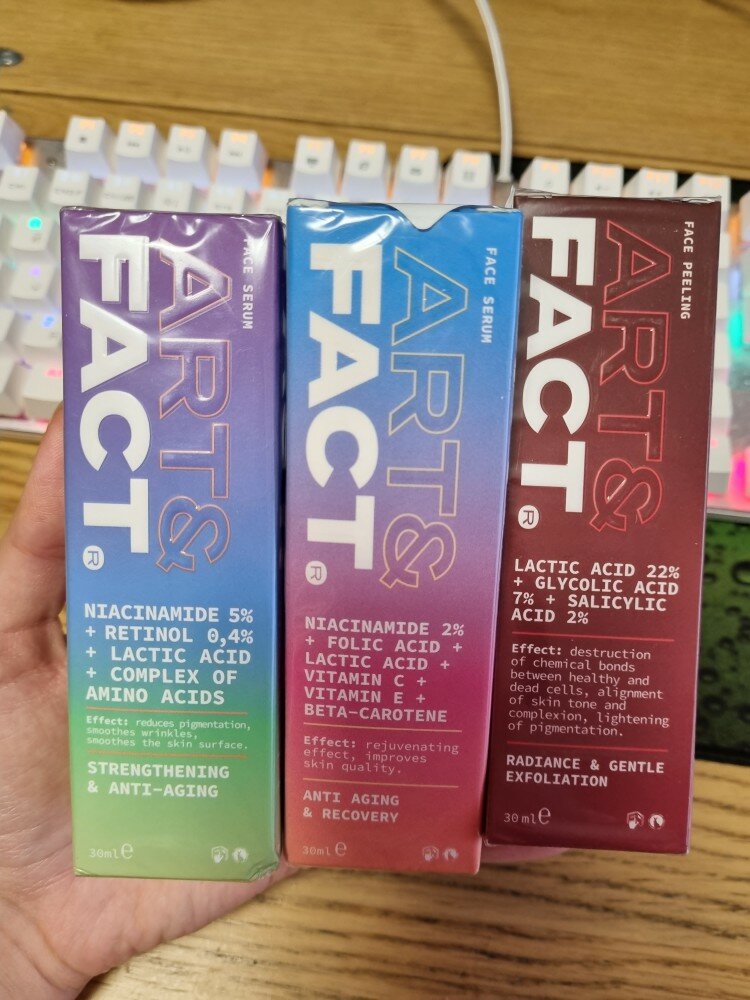 FACE SERUM
ART&
FACT®
NIACINAMIDE 5%
+ RETINOL 0,4%
+ LACTIC ACID
+ COMPLEX OF
AMINO ACIDS
Effect: reduces pigmentation,
smoothes wrinkles,
smoothes the skin surface.
STRENGTHENING
& ANTI-AGING
30ml℮
FACE SERUM
ART&
FACT®
NIACINAMIDE 2%
+ FOLIC ACID +
LACTIC ACID +
VITAMIN C +
VITAMIN E +
BETA-CAROTENE
Effect: rejuvenating
effect, improves
skin quality.
ANTI AGING
& RECOVERY
30ml℮
FACE PEELING
ART&
FACT®
LACTIC ACID 22%
+ GLYCOLIC ACID
7% + SALICYLIC
ACID 2%
Effect: destruction
of chemical bonds
between healthy and
dead cells, alignment
of skin tone and
complexion, lightening
of pigmentation.
RADIANCE & GENTLE
EXFOLIATION
30ml℮